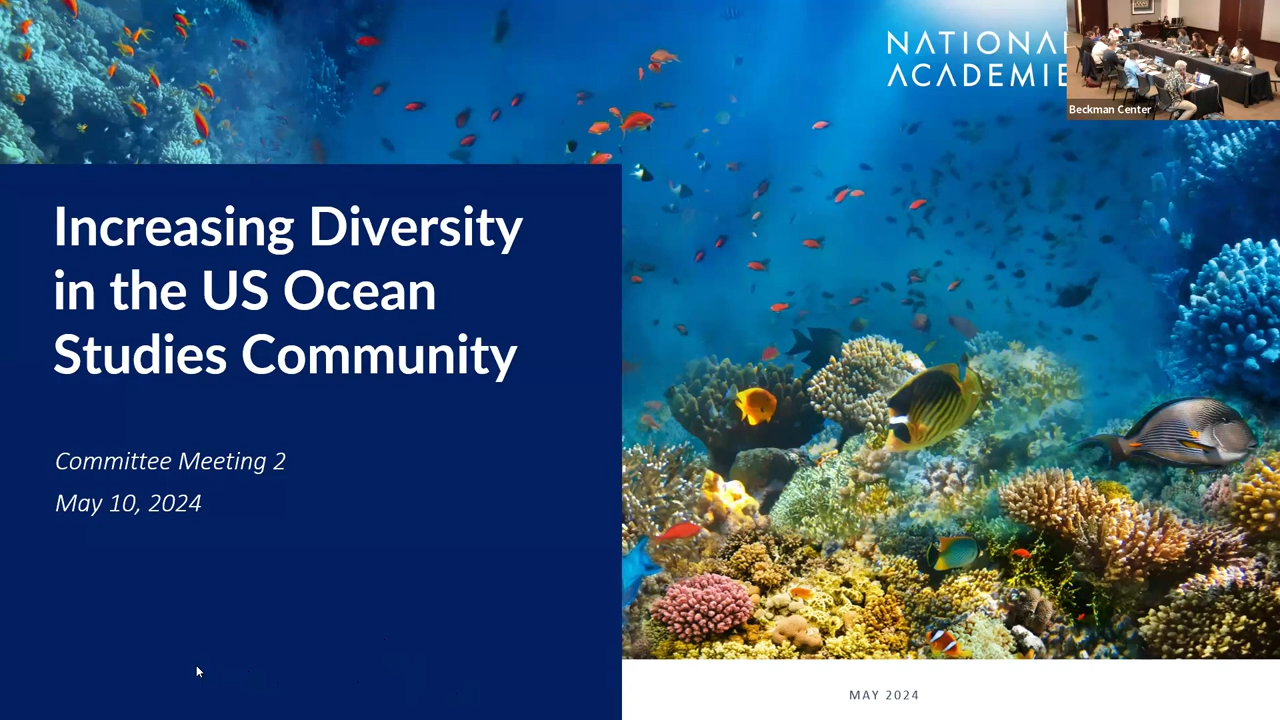 NATIONAL
ACADEMIE
Beckman Center
Increasing Diversity
in the US Ocean
Studies Community
Committee Meeting 2
May 10, 2024
MAY 2024